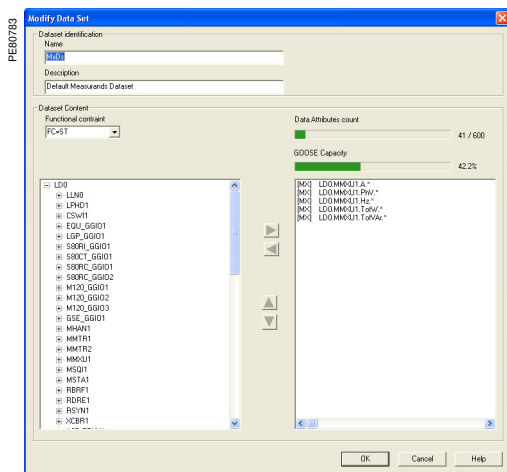 PE80783
Modify Data Set
Dataset identification
Name
MxDs
Description
Default Measurands Dataset
Dataset Content
Functional contraint
FC=ST
Data Attributes count
41 / 600
GOOSE Capacity
42.2%
LD0
LLN0
LPHD1
CSWI1
EQU_GGIO1
LGP_GGIO1
S80RI_GGIO1
S80CT_GGIO1
S80RC_GGIO1
S80RC_GGIO2
M120_GGIO1
M120_GGIO2
M120_GGIO3
GSE_GGIO1
MHAN1
MMTR1
MMTR2
MMXU1
MSQI1
MSTA1
RBRF1
RDRE1
RSYN1
XCBR1
[MX] LD0.MMXU1.A.*
[MX] LD0.MMXU1.PhV.*
[MX] LD0.MMXU1.Hz.*
[MX] LD0.MMXU1.TotW.*
[MX] LD0.MMXU1.TotVAr.*
OK Cancel Help